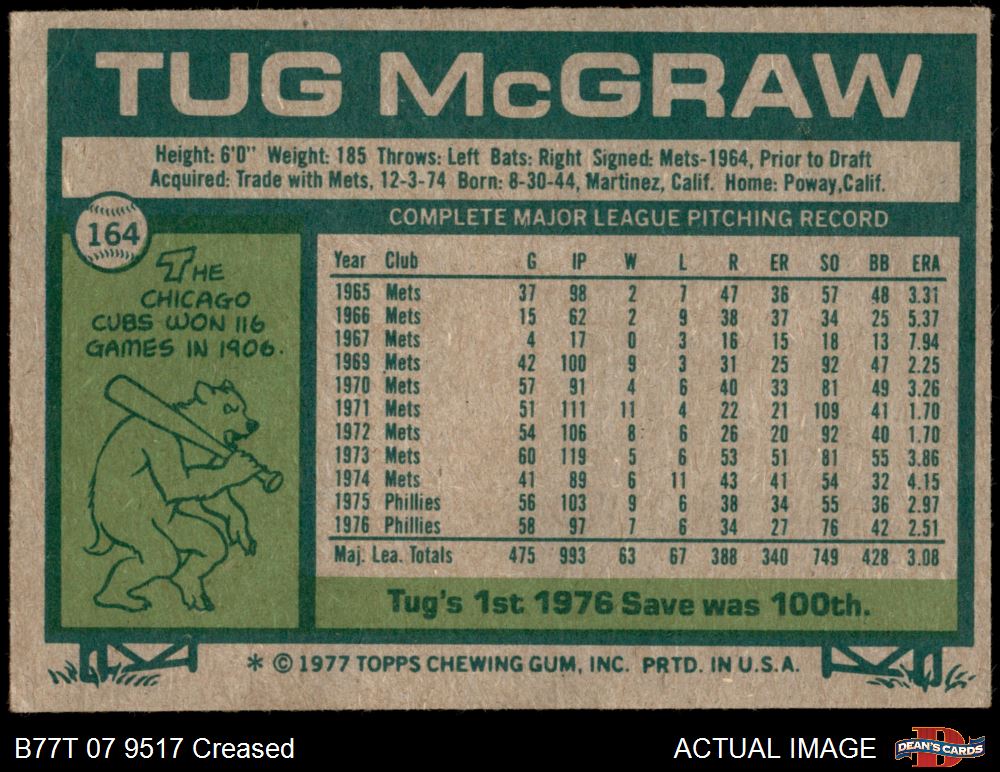 TUG McGRAW
Height: 6'0" Weight: 185 Throws: Left Bats: Right Signed: Mets-1964, Prior to Draft
Acquired: Trade with Mets, 12-3-74 Born: 8-30-44, Martinez, Calif. Home: Poway,Calif.
164
THE
CHICAGO
CUBS WON 116
GAMES IN 1906.
COMPLETE MAJOR LEAGUE PITCHING RECORD
Year Club G IP W L R ER SO BB ERA
1965 Mets 37 98 2 7 47 36 57 48 3.31
1966 Mets 15 62 2 9 38 37 34 25 5.37
1967 Mets 4 17 0 3 16 15 18 13 7.94
1969 Mets 42 100 9 3 31 25 92 47 2.25
1970 Mets 57 91 4 6 40 33 81 49 3.26
1971 Mets 51 111 11 4 22 21 109 41 1.70
1972 Mets 54 106 8 6 26 20 92 40 1.70
1973 Mets 60 119 5 6 53 51 81 55 3.86
1974 Mets 41 89 6 11 43 41 54 32 4.15
1975 Phillies 56 103 9 6 38 34 55 36 2.97
1976 Phillies 58 97 7 6 34 27 76 42 2.51
Maj. Lea. Totals 475 993 63 67 388 340 749 428 3.08
Tug's 1st 1976 Save was 100th.
* © 1977 TOPPS CHEWING GUM, INC. PRTD. IN U.S.A.
B77T 07 9517 Creased
ACTUAL IMAGE
DEAN'S CARDS